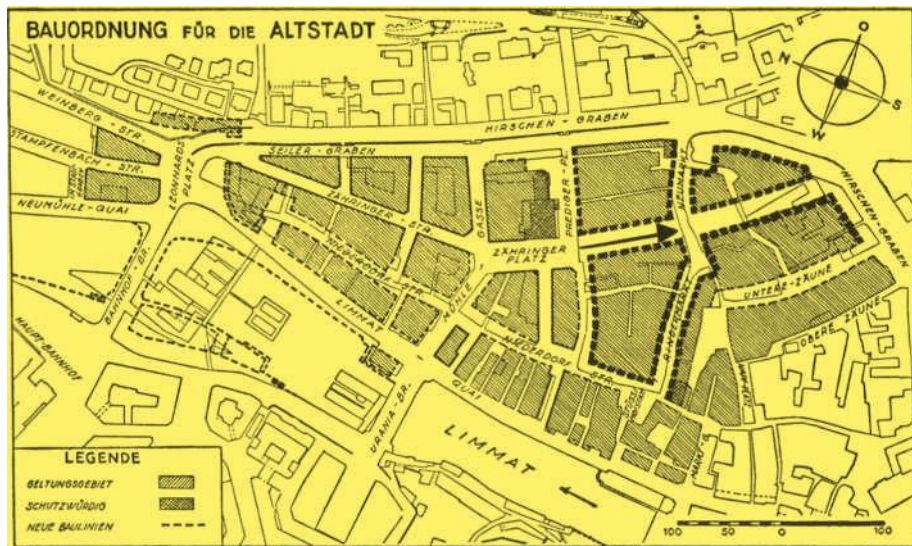 BAUORDNUNG FÜR DIE ALTSTADT
O
N
S
W
WEINBERG-STR.
HIRSCHEN-GRABEN
STAMPFENBACH-STR.
SEILER-GRABEN
LEONHARDS PLATZ
NEUMÜHLE-QUAI
ZÄHRINGER-STR.
GASSE
PREDIGER-PL.
NEUMARKT
HIRSCHEN-GRABEN
ZÄHRINGER PLATZ
BAHNHOF-BR.
NIEDERDORF STR.
LIMMAT
MÜHLE
UNTERE-ZÄUNE
OBERE ZÄUNE
HAUPT-BAHNHOF
NIEDERDORF STR.
RINDERMARKT
QUAI
URANIA-BR.
LIMMAT
LEGENDE
GELTUNGSGEBIET
SCHUTZWÜRDIG
NEUE BAULINIEN
100 50 0 100